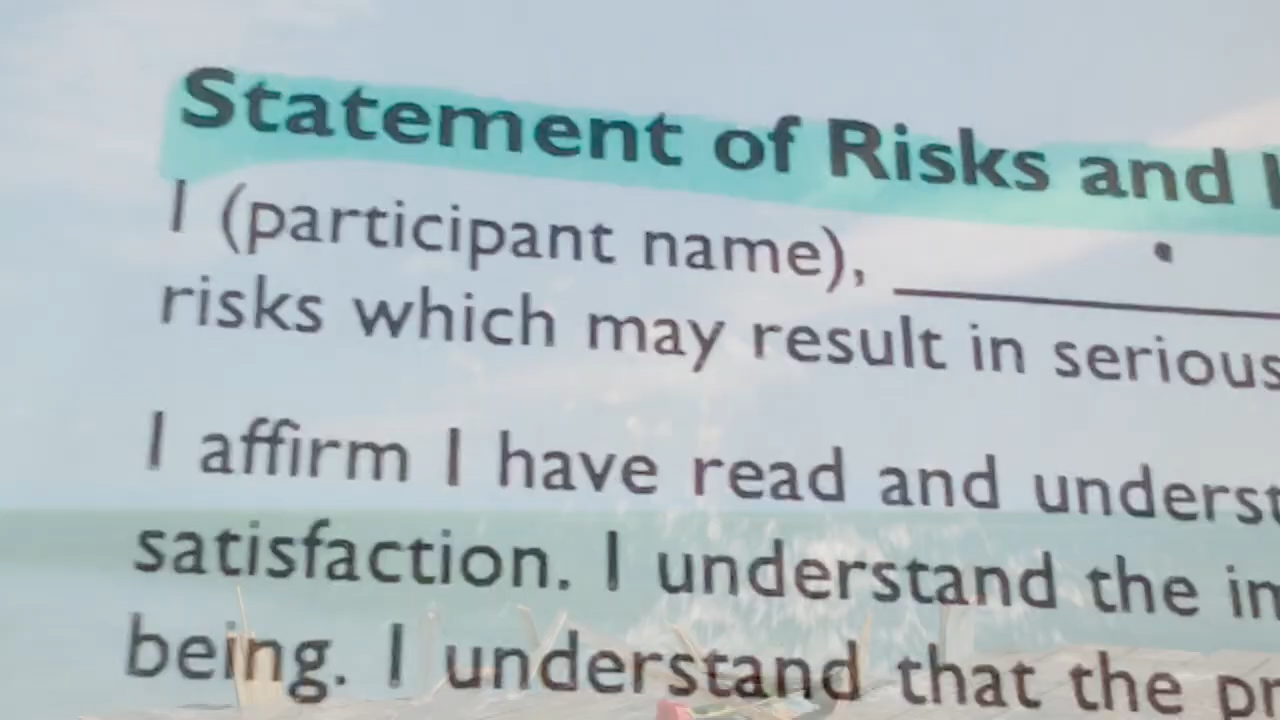 Statement of Risks and
I (participant name),
risks which may result in serious
I affirm I have read and
satisfaction. I understand the
being. I understand that the